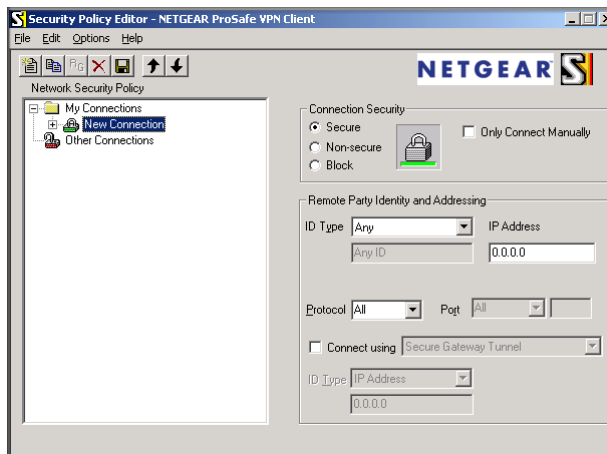 Security Policy Editor - NETGEAR ProSafe VPN Client
File Edit Options Help
NETGEAR S
Network Security Policy
My Connections
New Connection
Other Connections
Connection Security
Secure
Non-secure
Block
Only Connect Manually
Remote Party Identity and Addressing
ID Type Any IP Address
Any ID 0.0.0.0
Protocol All Port All
Connect using Secure Gateway Tunnel
ID Type IP Address
0.0.0.0